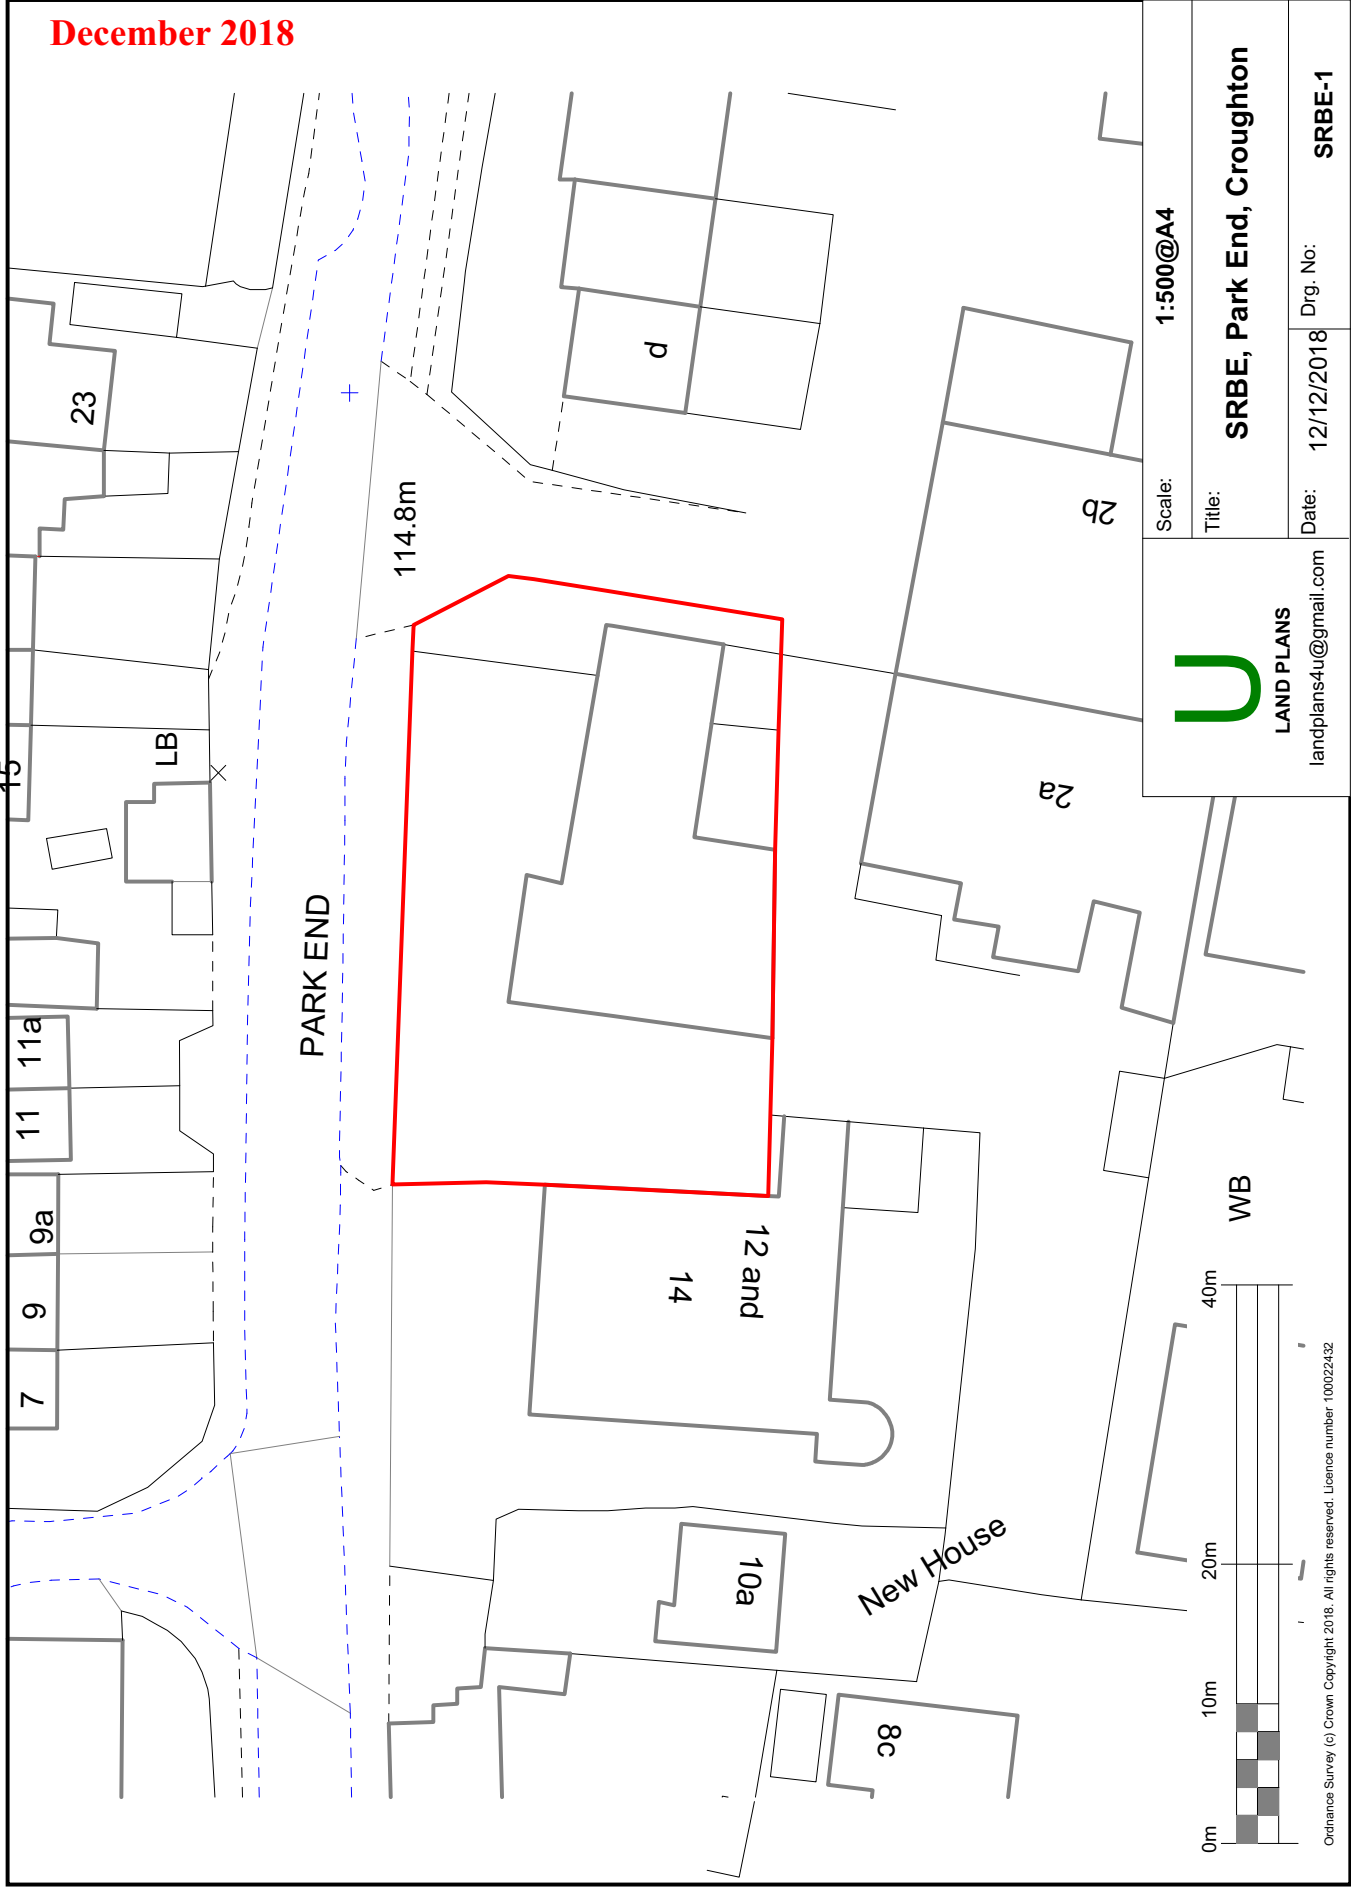 December 2018
23
15
LB
11a
11
9a
9
7
PARK END
114.8m
p
2b
2a
12 and
14
10a
New House
8c
WB
0m
10m
20m
40m
Scale:
1:500@A4
Title:
SRBE, Park End, Croughton
Date:
12/12/2018
Drg. No:
SRBE-1
U
LAND PLANS
landplans4u@gmail.com
Ordnance Survey (c) Crown Copyright 2018. All rights reserved. Licence number 100022432